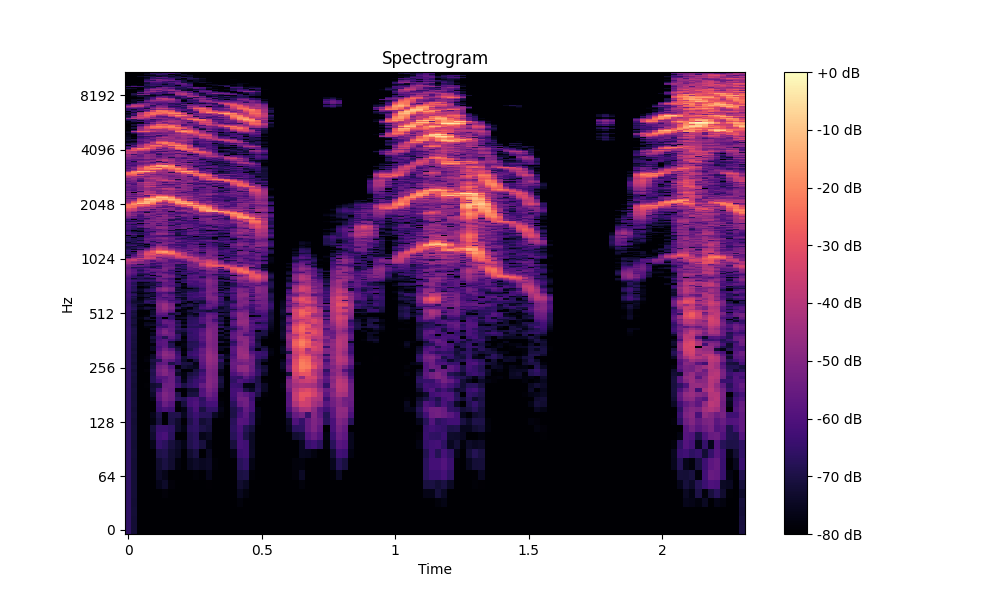 Spectrogram
Hz
8192
4096
2048
1024
512
256
128
64
0
0
0.5
1
1.5
2
Time
+0 dB
-10 dB
-20 dB
-30 dB
-40 dB
-50 dB
-60 dB
-70 dB
-80 dB